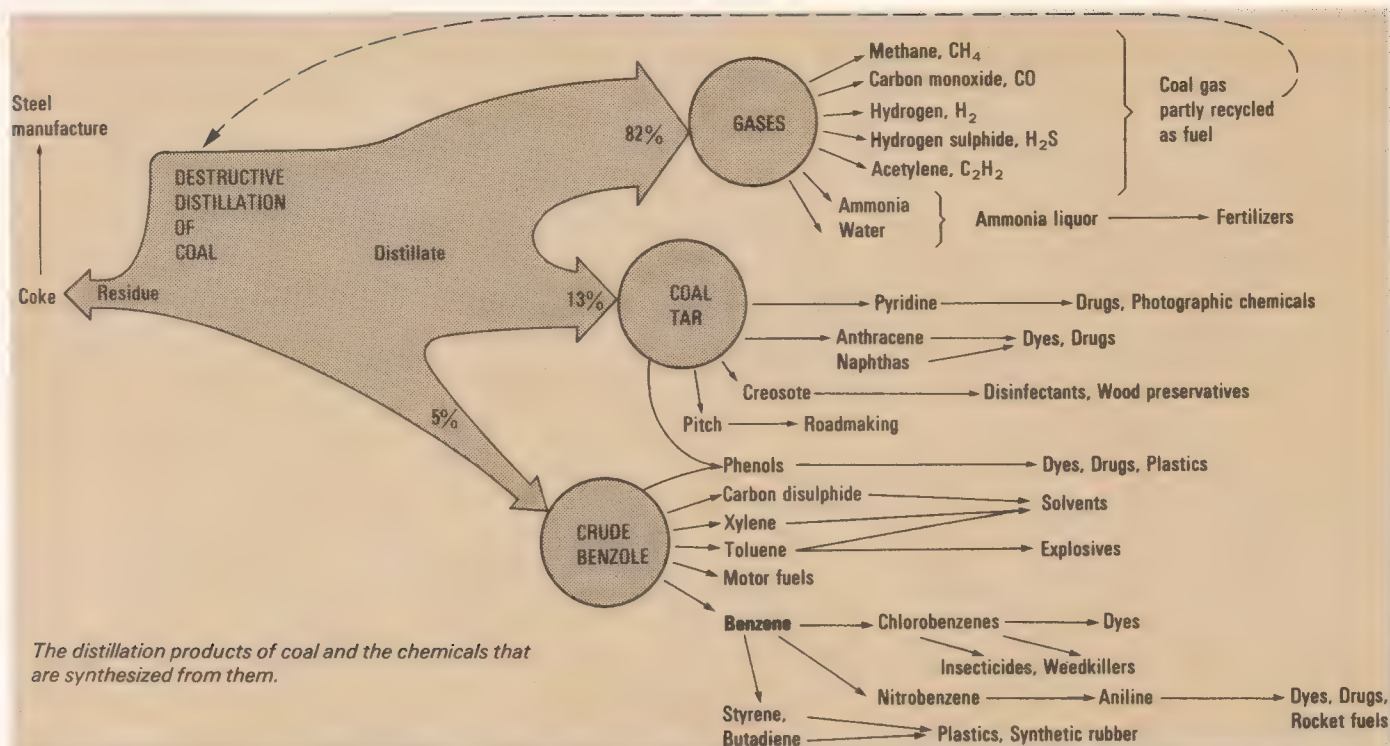 Steel
manufacture
Coke
Residue
DESTRUCTIVE
DISTILLATION
OF
COAL
Distillate
82%
13%
5%
GASES
Methane, CH₄
Carbon monoxide, CO
Hydrogen, H₂
Hydrogen sulphide, H₂S
Acetylene, C₂H₂
Coal gas
partly recycled
as fuel
Ammonia
Water
Ammonia liquor
Fertilizers
COAL
TAR
Pyridine
Drugs, Photographic chemicals
Anthracene
Naphthas
Dyes, Drugs
Creosote
Disinfectants, Wood preservatives
Pitch
Roadmaking
CRUDE
BENZOLE
Phenols
Dyes, Drugs, Plastics
Carbon disulphide
Solvents
Xylene
Toluene
Explosives
Motor fuels
Benzene
Chlorobenzenes
Dyes
Insecticides, Weedkillers
Nitrobenzene
Aniline
Dyes, Drugs,
Rocket fuels
Styrene,
Butadiene
Plastics, Synthetic rubber
The distillation products of coal and the chemicals that
are synthesized from them.